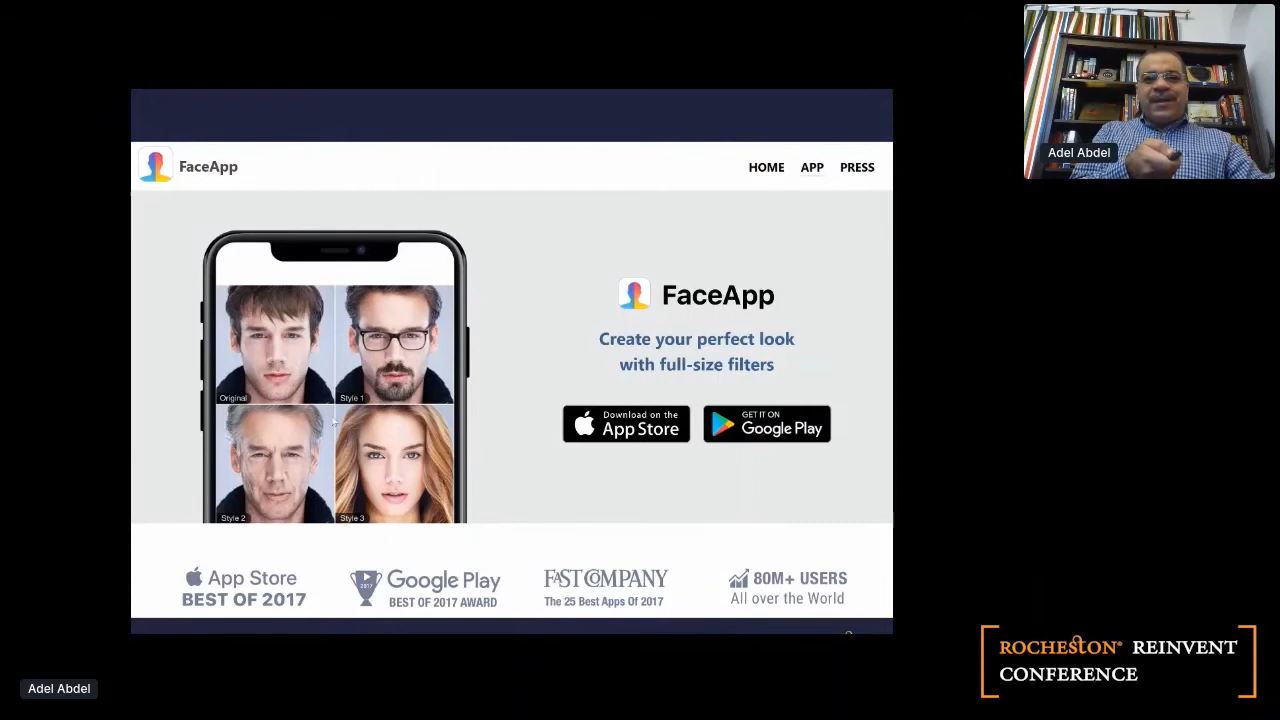 FaceApp
HOME APP PRESS
FaceApp
Create your perfect look
with full-size filters
Download on the
App Store
GET IT ON
Google Play
Original
Style 1
Style 2
Style 3
App Store
BEST OF 2017
2017
Google Play
BEST OF 2017 AWARD
FAST COMPANY
The 25 Best Apps Of 2017
80M+ USERS
All over the World
Adel Abdel
Adel Abdel
ROCHESTON® REINVENT
CONFERENCE